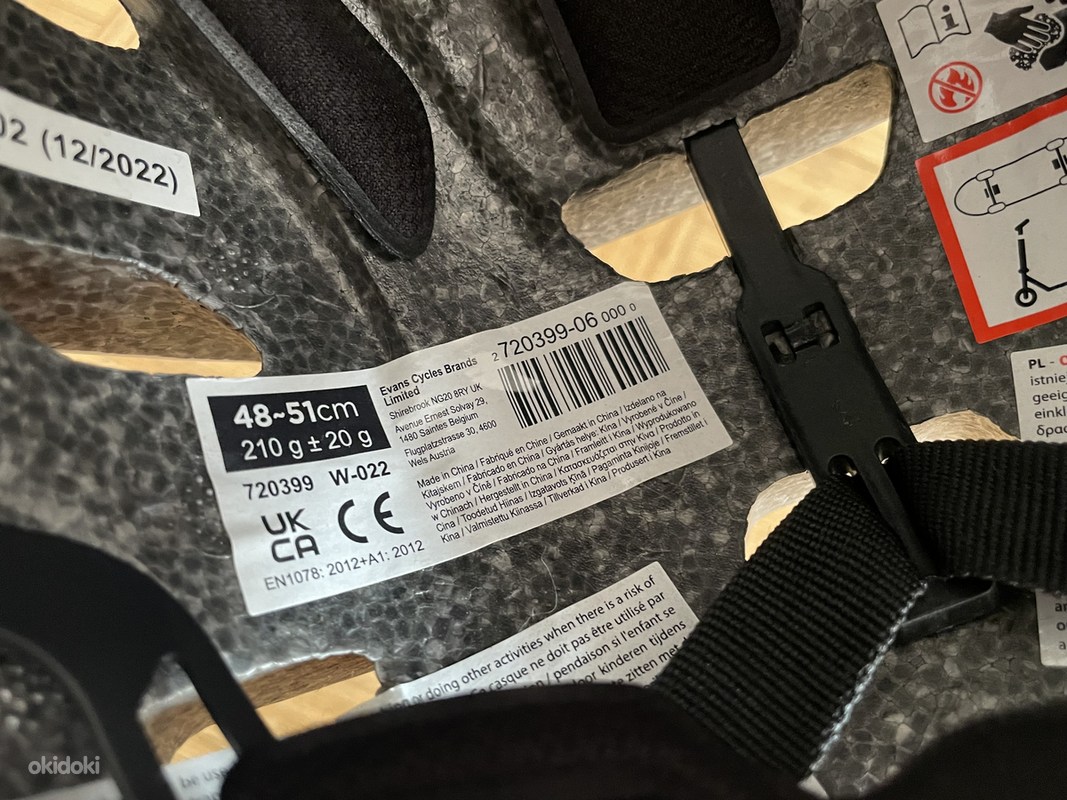 02 (12/2022)
48~51cm
210 g ± 20 g
720399 W-022
UK
CA
CE
EN1078: 2012+A1: 2012
Evans Cycles Brands
Limited
Shirebrook NG20 8RY UK
Avenue Ernest Solvay 29,
1480 Saintes Belgium
Flugplatzstrasse 30, 4600
Wels Austria
2 720399-06 000 0
Made in China / Fabriqué en Chine / Gemaakt in China / Izdelano na
Kitajskem / Fabricado en China / Gyártás helye: Kína / Vyrobené v Číne /
Vyrobeno v Číně / Fabricado na China / Framleitt í Kína / Wyprodukowano
w Chinach / Hergestellt in China / Κατασκευάζεται στην Κίνα / Prodotto in
Cina / Toodetud Hiinas / Izgatavots Ķīnā / Pagaminta Kinijoje / Fremstillet i
Kina / Valmistettu Kiinassa / Tillverkad i Kina / Produsert i Kina
or doing other activities when there is a risk of
casque ne doit pas être utilisé par
/ pendaison si l'enfant se
door kinderen tijdens
te zitten met
be use
PL -
istnie
geeig
einkl
δρα
okidoki